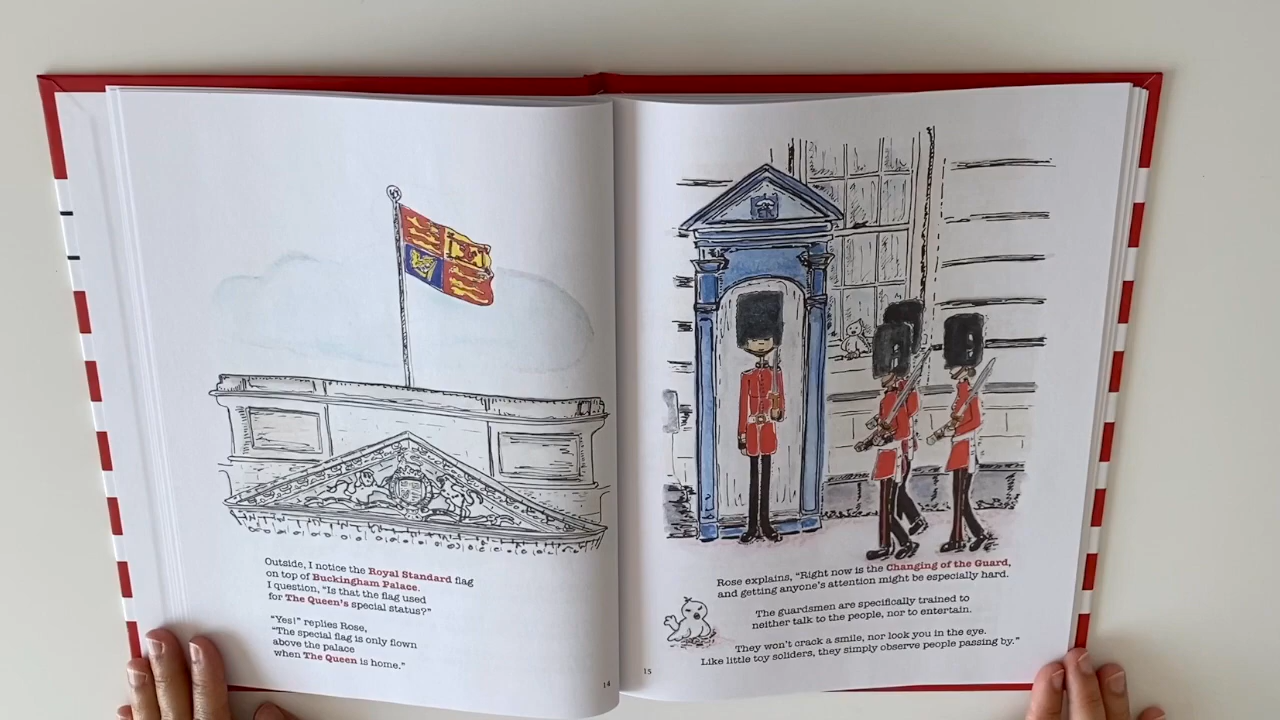 Outside, I notice the Royal Standard flag
on top of Buckingham Palace.
I question, "Is that the flag used
for The Queen's special status?"
"Yes!" replies Rose,
"The special flag is only flown
above the palace
when The Queen is home."
14
Rose explains, "Right now is the Changing of the Guard,
and getting anyone's attention might be especially hard.
The guardsmen are specifically trained to
neither talk to the people, nor to entertain.
They won't crack a smile, nor look you in the eye.
Like little toy soliders, they simply observe people passing by."
15